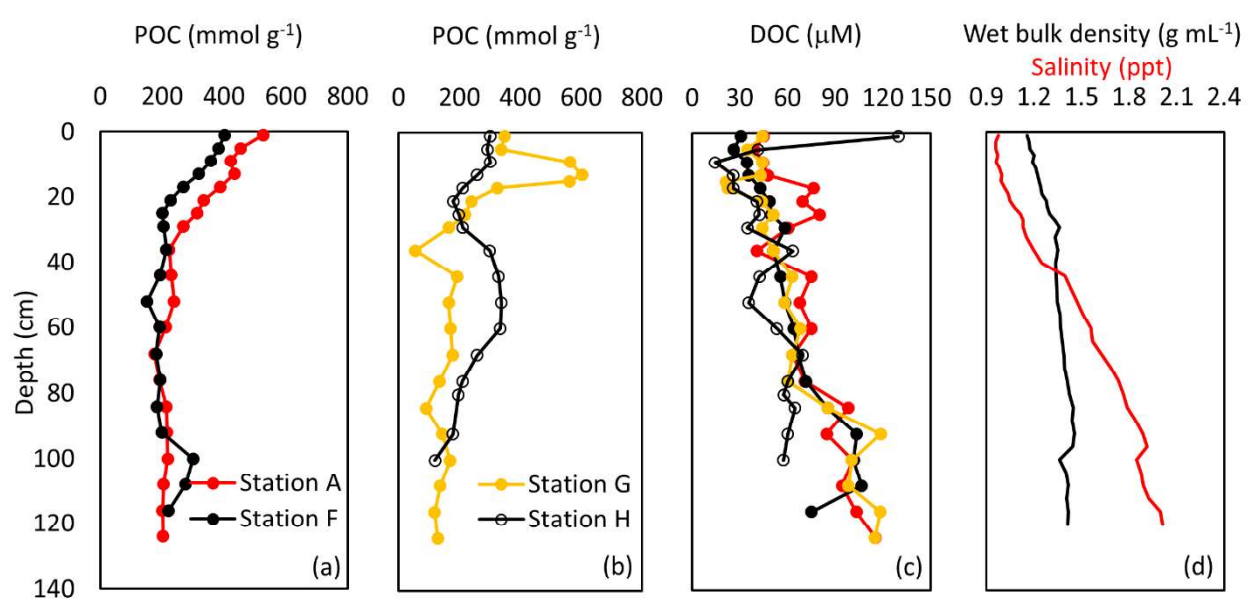 POC (mmol g⁻¹)
POC (mmol g⁻¹)
DOC (μM)
Wet bulk density (g mL⁻¹)
Salinity (ppt)
0 200 400 600 800
0 200 400 600 800
0 30 60 90 120 150
0.9 1.2 1.5 1.8 2.1 2.4
Depth (cm)
0
20
40
60
80
100
120
140
Station A
Station F
(a)
Station G
Station H
(b)
(c)
(d)